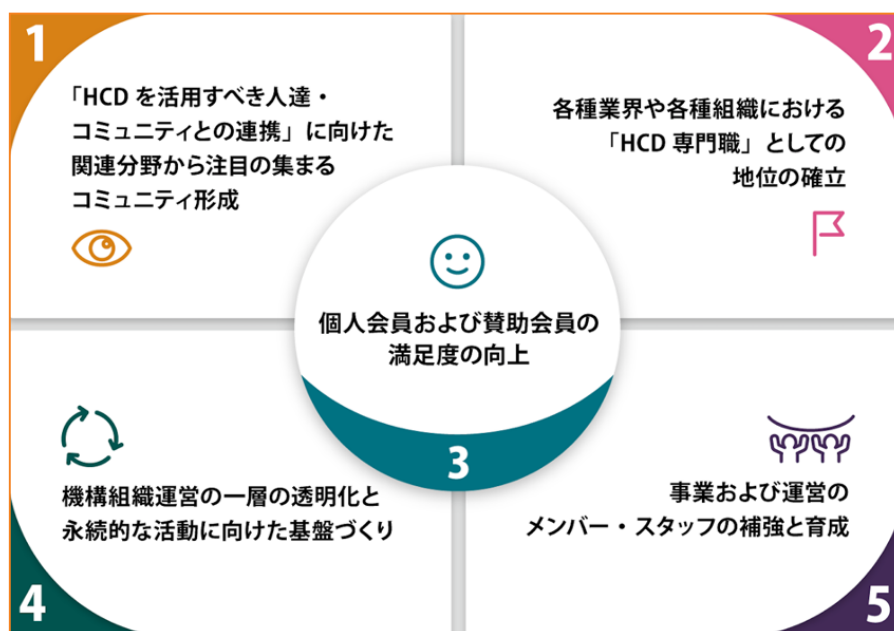 1
「HCDを活用すべき人達・
コミュニティとの連携」に向けた
関連分野から注目の集まる
コミュニティ形成
2
各種業界や各種組織における
「HCD専門職」としての
地位の確立
個人会員および賛助会員の
満足度の向上
3
機構組織運営の一層の透明化と
永続的な活動に向けた基盤づくり
4
事業および運営の
メンバー・スタッフの補強と育成
5